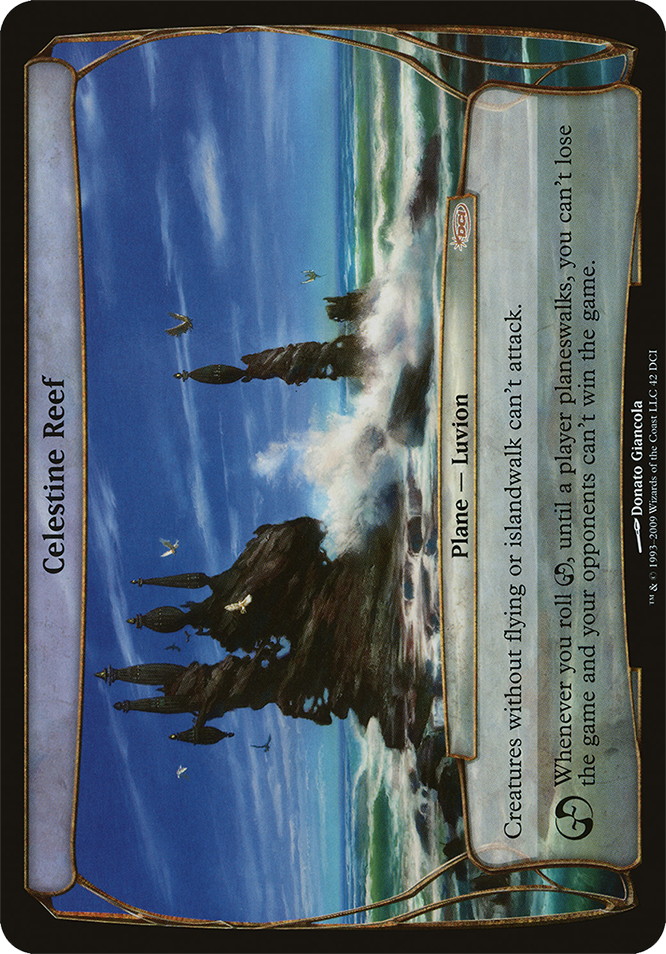 Celestine Reef
Plane — Luvion
DCI
Creatures without flying or islandwalk can't attack.
Whenever you roll , until a player planeswalks, you can't lose
the game and your opponents can't win the game.
Donato Giancola
™ & © 1993–2009 Wizards of the Coast LLC 42 DCI